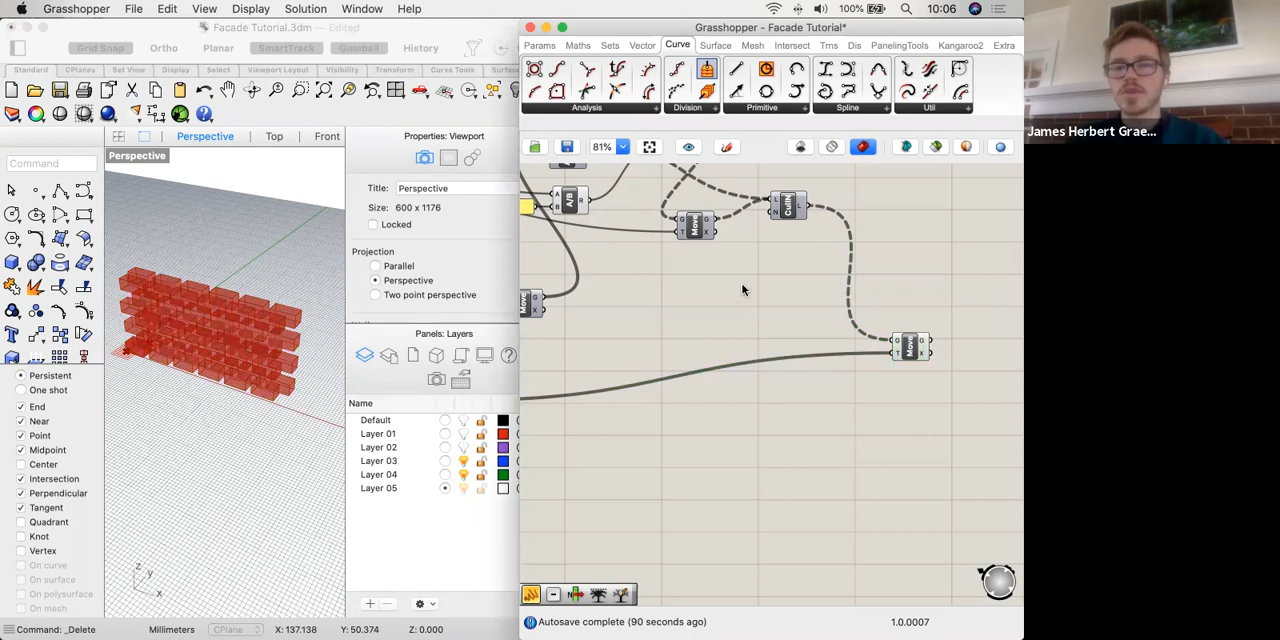 Grasshopper File Edit View Display Solution Window Help 100% 10:06
Facade Tutorial.3dm — Edited
Grasshopper - Facade Tutorial*
Grid Snap Ortho Planar SmartTrack Gumball History
Params Maths Sets Vector Curve Surface Mesh Intersect Trns Dis PanelingTools Kangaroo2 Extra
Standard CPlanes Set View Display Select Viewport Layout Visibility Transform Curve Tools Surfac
Analysis Division Primitive Spline Util
Perspective Top Front
Properties: Viewport
81%
Command
Perspective
Title: Perspective
Size: 600 x 1176
Locked
Projection
Parallel
Perspective
Two point perspective
Panels: Layers
Name
Default
Layer 01
Layer 02
Layer 03
Layer 04
Layer 05
Persistent
One shot
End
Near
Point
Midpoint
Center
Intersection
Perpendicular
Tangent
Quadrant
Knot
Vertex
On curve
On surface
On polysurface
On mesh
A B A/B R
G T Move G X
L N CullN L
Move G X
G T Move G X
z y x
James Herbert Grae...
Command: _Delete Millimeters CPlane X: 137.138 Y: 50.374 Z: 0.000
Autosave complete (90 seconds ago) 1.0.0007